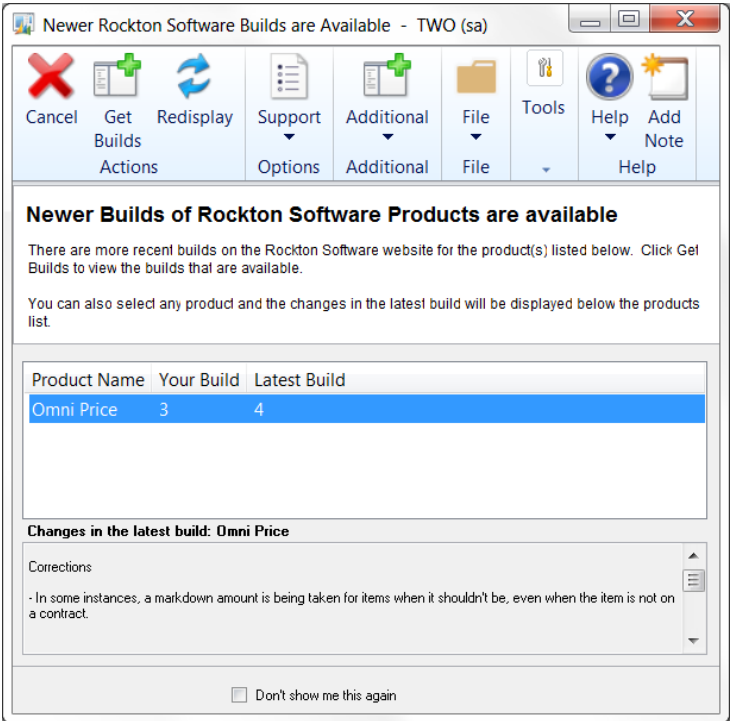 Newer Rockton Software Builds are Available  -  TWO (sa)
Cancel
Get
Builds
Redisplay
Actions
Support
Options
Additional
Additional
File
File
Tools
Help
Add
Note
Help
Newer Builds of Rockton Software Products are available
There are more recent builds on the Rockton Software website for the product(s) listed below.  Click Get
Builds to view the builds that are available.
You can also select any product and the changes in the latest build will be displayed below the products
list.
Product Name Your Build Latest Build
Omni Price 3 4
Changes in the latest build: Omni Price
Corrections
- In some instances, a markdown amount is being taken for items when it shouldn't be, even when the item is not on
a contract.
Don't show me this again